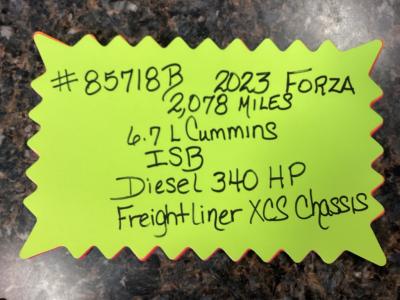 #85718B 2023 FORZA
2,078 MILES
6.7 L Cummins
ISB
Diesel 340 HP
Freightliner XCS Chassis